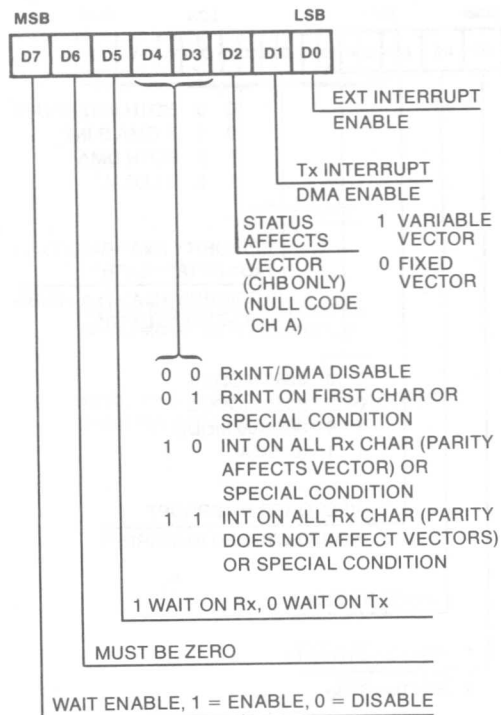 MSB LSB
D7 D6 D5 D4 D3 D2 D1 D0
EXT INTERRUPT
ENABLE
Tx INTERRUPT
DMA ENABLE
STATUS
AFFECTS
VECTOR
(CHB ONLY)
(NULL CODE
CH A)
1 VARIABLE
VECTOR
0 FIXED
VECTOR
0 0 RxINT/DMA DISABLE
0 1 RxINT ON FIRST CHAR OR
SPECIAL CONDITION
1 0 INT ON ALL Rx CHAR (PARITY
AFFECTS VECTOR) OR
SPECIAL CONDITION
1 1 INT ON ALL Rx CHAR (PARITY
DOES NOT AFFECT VECTORS)
OR SPECIAL CONDITION
1 WAIT ON Rx, 0 WAIT ON Tx
MUST BE ZERO
WAIT ENABLE, 1 = ENABLE, 0 = DISABLE